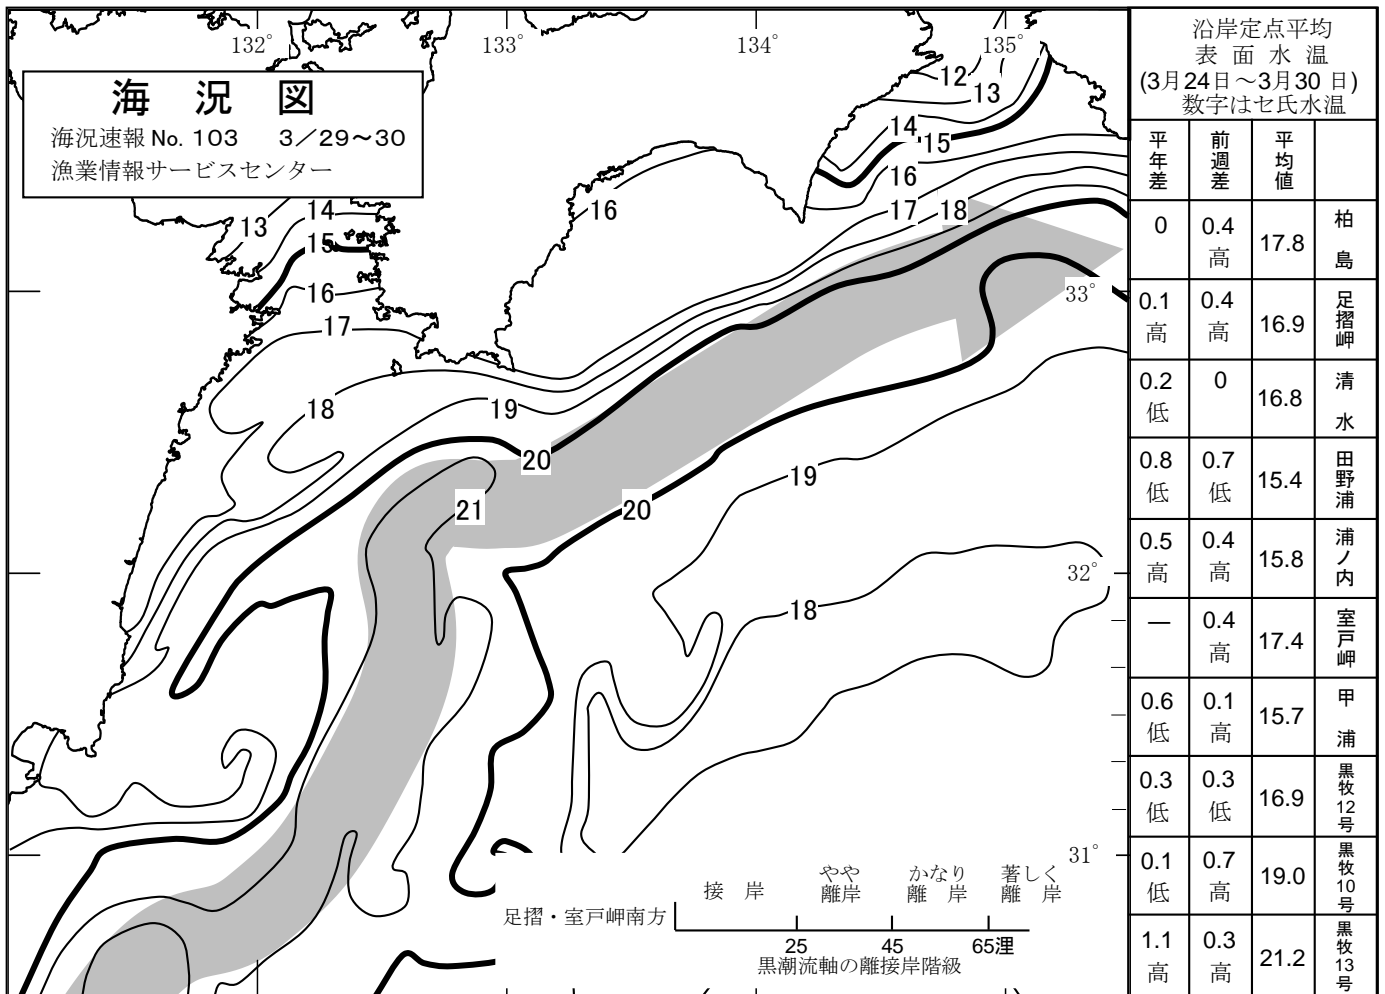 海 況 図
海況速報 No. 103 3／29～30
漁業情報サービスセンター
132°
133°
134°
135°
12
13
14
15
16
17
18
16
13
14
15
16
17
18
19
20
21
20
19
18
33°
32°
31°
接 岸
やや
離岸
かなり
離 岸
著しく
離 岸
足摺・室戸岬南方
25 45 65浬
黒潮流軸の離接岸階級
沿岸定点平均
表 面 水 温
(3月24日～3月30 日)
数字はセ氏水温
平年差 前週差 平均値
0 0.4高 17.8 柏島
0.1高 0.4高 16.9 足摺岬
0.2低 0 16.8 清水
0.8低 0.7低 15.4 田野浦
0.5高 0.4高 15.8 浦ノ内
― 0.4高 17.4 室戸岬
0.6低 0.1高 15.7 甲浦
0.3低 0.3低 16.9 黒牧12号
0.1低 0.7高 19.0 黒牧10号
1.1高 0.3高 21.2 黒牧13号